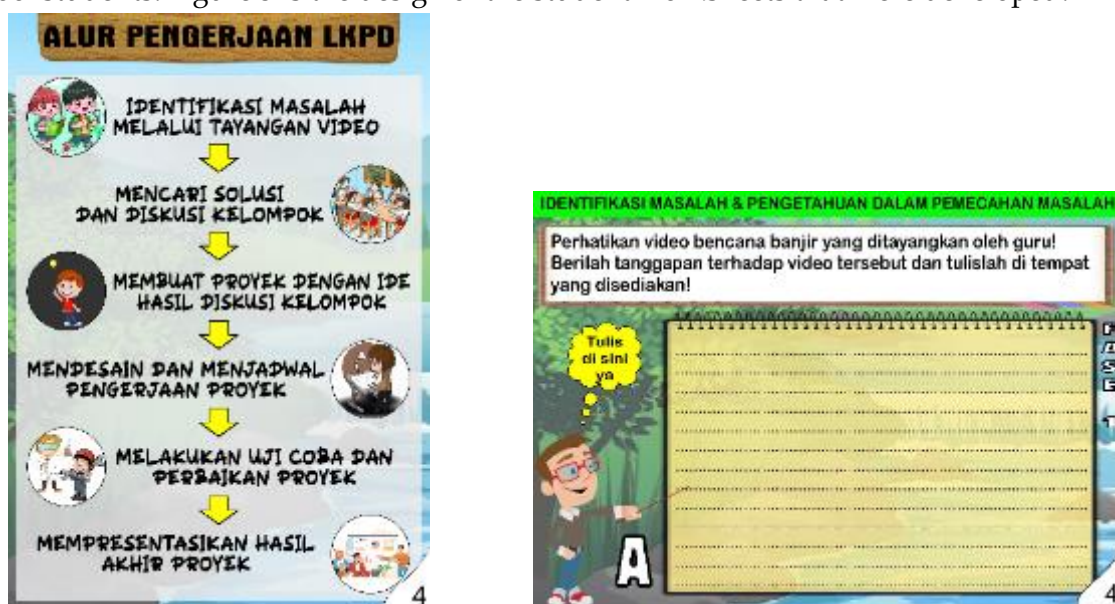 ALUR PENGERJAAN LKPD
IDENTIFIKASI MASALAH
MELALUI TAYANGAN VIDEO
MENCARI SOLUSI
DAN DISKUSI KELOMPOK
MEMBUAT PROYEK DENGAN IDE
HASIL DISKUSI KELOMPOK
MENDESAIN DAN MENJADWAL
PENGERJAAN PROYEK
MELAKUKAN UJI COBA DAN
PERBAIKAN PROYEK
MEMPRESENTASIKAN HASIL
AKHIR PROYEK
4
IDENTIFIKASI MASALAH & PENGETAHUAN DALAM PEMECAHAN MASALAH
Perhatikan video bencana banjir yang ditayangkan oleh guru!
Berilah tanggapan terhadap video tersebut dan tulislah di tempat
yang disediakan!
Tulis
di sini
ya
A
4